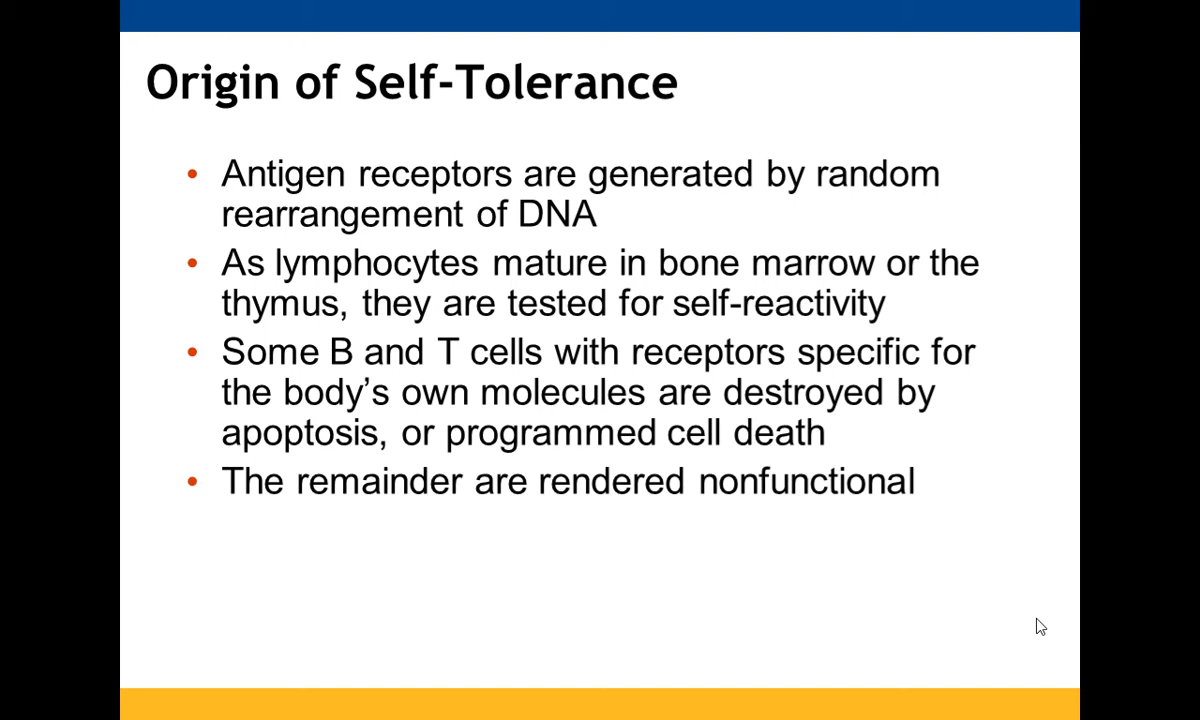 Origin of Self-Tolerance
• Antigen receptors are generated by random
rearrangement of DNA
• As lymphocytes mature in bone marrow or the
thymus, they are tested for self-reactivity
• Some B and T cells with receptors specific for
the body’s own molecules are destroyed by
apoptosis, or programmed cell death
• The remainder are rendered nonfunctional